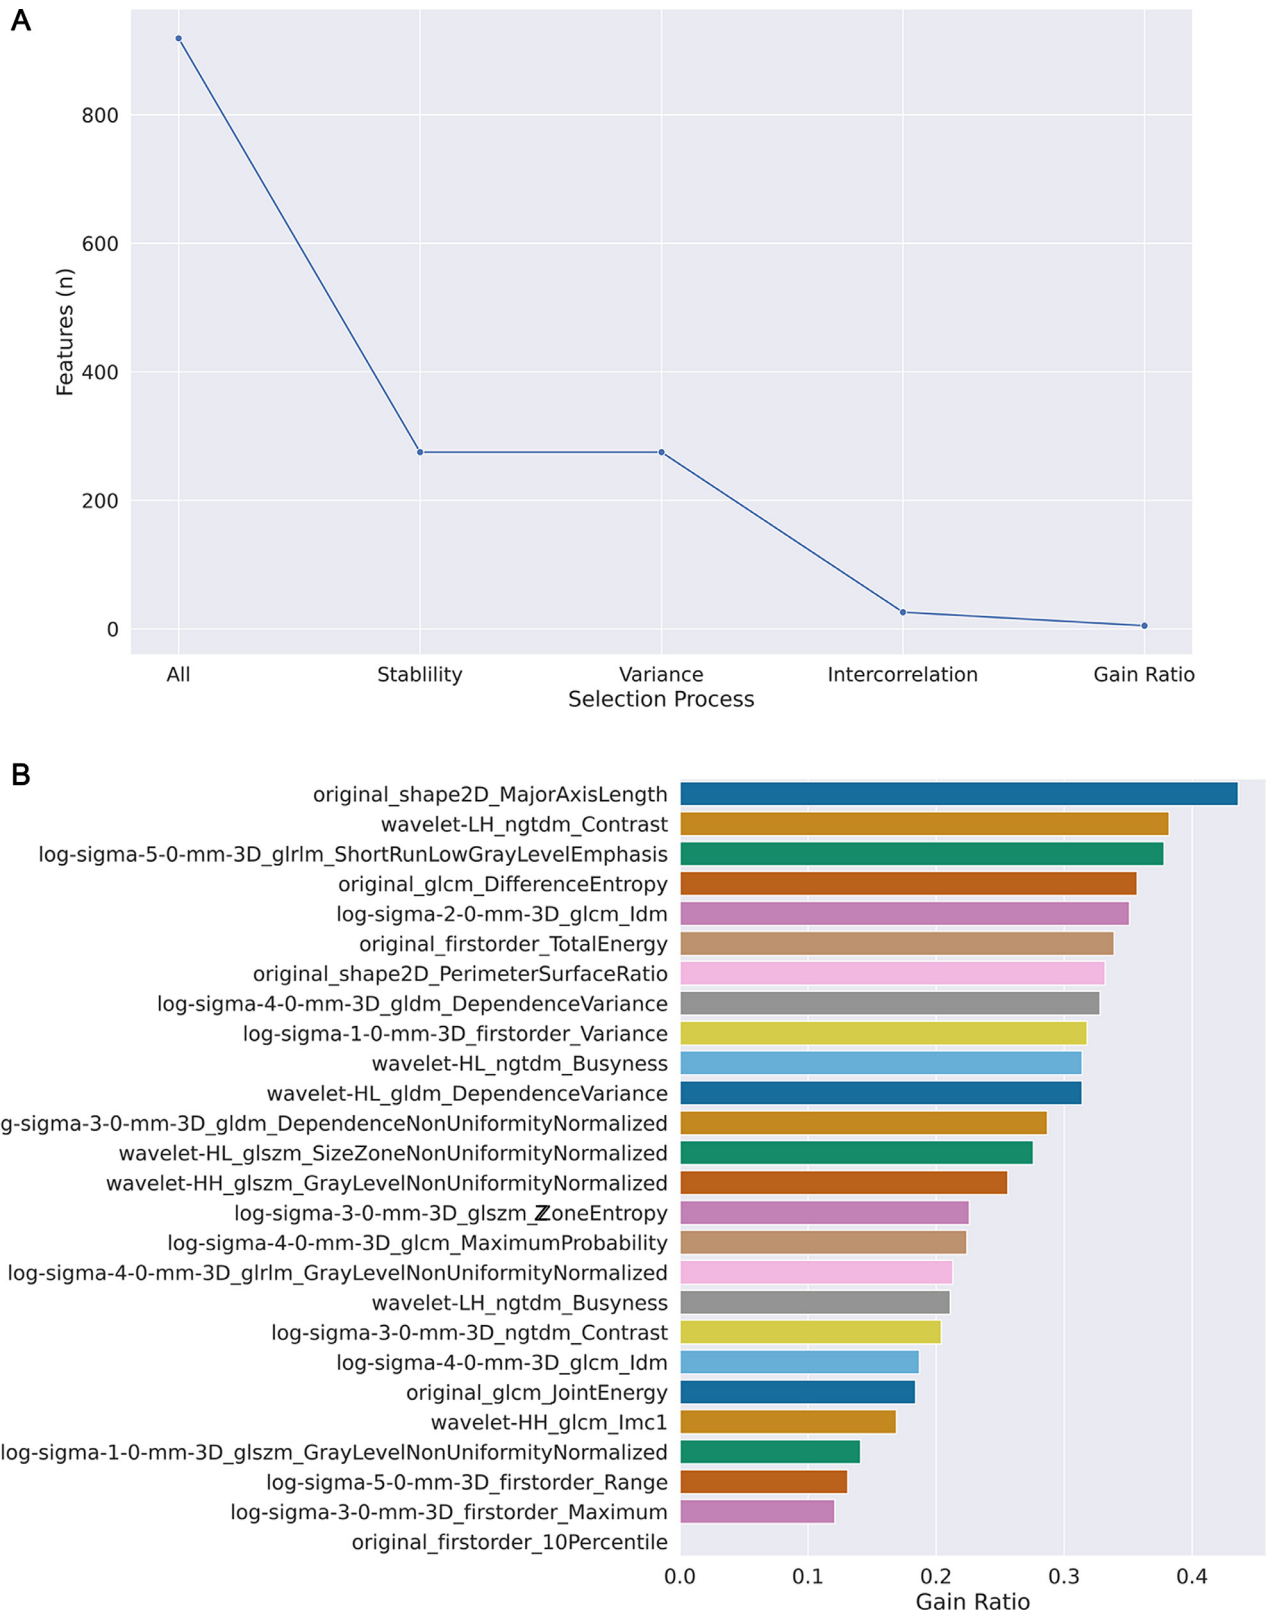 A
800
600
400
200
0
Features (n)
All Stablility Variance Intercorrelation Gain Ratio
Selection Process
B
original_shape2D_MajorAxisLength
wavelet-LH_ngtdm_Contrast
log-sigma-5-0-mm-3D_glrlm_ShortRunLowGrayLevelEmphasis
original_glcm_DifferenceEntropy
log-sigma-2-0-mm-3D_glcm_Idm
original_firstorder_TotalEnergy
original_shape2D_PerimeterSurfaceRatio
log-sigma-4-0-mm-3D_gldm_DependenceVariance
log-sigma-1-0-mm-3D_firstorder_Variance
wavelet-HL_ngtdm_Busyness
wavelet-HL_gldm_DependenceVariance
g-sigma-3-0-mm-3D_gldm_DependenceNonUniformityNormalized
wavelet-HL_glszm_SizeZoneNonUniformityNormalized
wavelet-HH_glszm_GrayLevelNonUniformityNormalized
log-sigma-3-0-mm-3D_glszm_ZoneEntropy
log-sigma-4-0-mm-3D_glcm_MaximumProbability
log-sigma-4-0-mm-3D_glrlm_GrayLevelNonUniformityNormalized
wavelet-LH_ngtdm_Busyness
log-sigma-3-0-mm-3D_ngtdm_Contrast
log-sigma-4-0-mm-3D_glcm_Idm
original_glcm_JointEnergy
wavelet-HH_glcm_Imc1
log-sigma-1-0-mm-3D_glszm_GrayLevelNonUniformityNormalized
log-sigma-5-0-mm-3D_firstorder_Range
log-sigma-3-0-mm-3D_firstorder_Maximum
original_firstorder_10Percentile
0.0 0.1 0.2 0.3 0.4
Gain Ratio